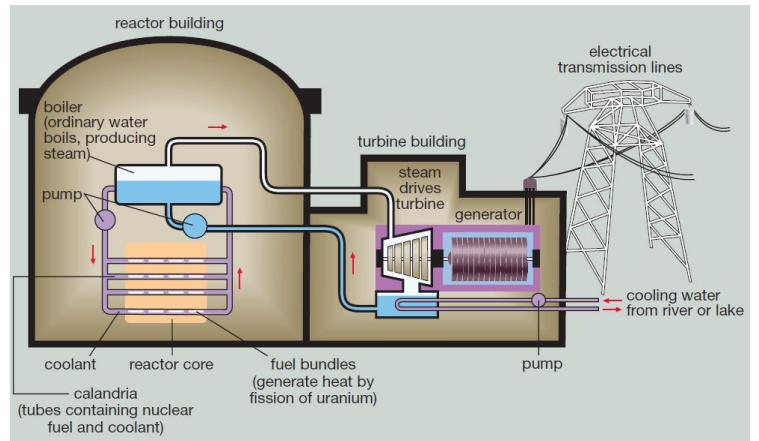 reactor building
electrical
transmission lines
boiler
(ordinary water
boils, producing
steam)
turbine building
steam
drives
turbine
pump
generator
cooling water
from river or lake
coolant
reactor core
fuel bundles
(generate heat by
fission of uranium)
pump
calandria
(tubes containing nuclear
fuel and coolant)